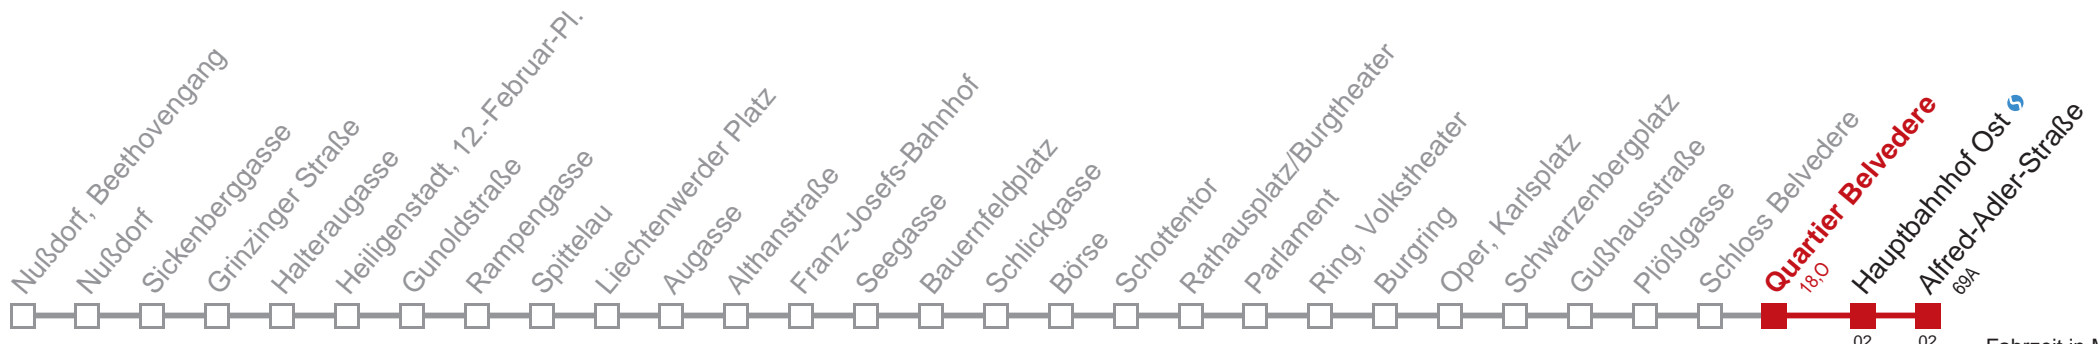 Nußdorf, Beethovengang
Nußdorf
Sickenberggasse
Grinzinger Straße
Halteraugasse
Heiligenstadt, 12.-Februar-Pl.
Gunoldstraße
Rampengasse
Spittelau
Liechtenwerder Platz
Augasse
Althanstraße
Franz-Josefs-Bahnhof
Seegasse
Bauernfeldplatz
Schlickgasse
Börse
Schottentor
Rathausplatz/Burgtheater
Parlament
Ring, Volkstheater
Burgring
Oper, Karlsplatz
Schwarzenbergplatz
Gußhausstraße
Plößlgasse
Schloss Belvedere
Quartier Belvedere
18,O
Hauptbahnhof Ost
Alfred-Adler-Straße
69A
02
02
Fahrzeit in